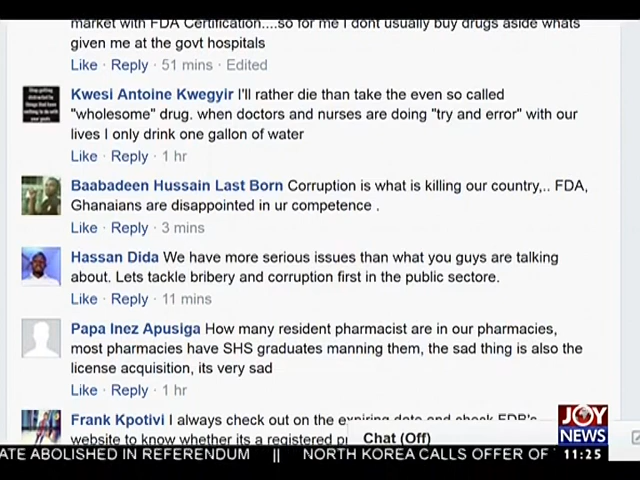 market with FDA Certification....so for me I dont usually buy drugs aside whats
given me at the govt hospitals
Like · Reply · 51 mins · Edited
Kwesi Antoine Kwegyir I'll rather die than take the even so called
"wholesome" drug. when doctors and nurses are doing "try and error" with our
lives I only drink one gallon of water
Like · Reply · 1 hr
Baabadeen Hussain Last Born Corruption is what is killing our country,.. FDA,
Ghanaians are disappointed in ur competence .
Like · Reply · 3 mins
Hassan Dida We have more serious issues than what you guys are talking
about. Lets tackle bribery and corruption first in the public sectore.
Like · Reply · 11 mins
Papa Inez Apusiga How many resident pharmacist are in our pharmacies,
most pharmacies have SHS graduates manning them, the sad thing is also the
license acquisition, its very sad
Like · Reply · 1 hr
Frank Kpotivi I always check out on the expiring date and check FDB's
website to know whether its a registered
Chat (Off)
JOY
NEWS
ATE ABOLISHED IN REFERENDUM || NORTH KOREA CALLS OFFER OF
11:25